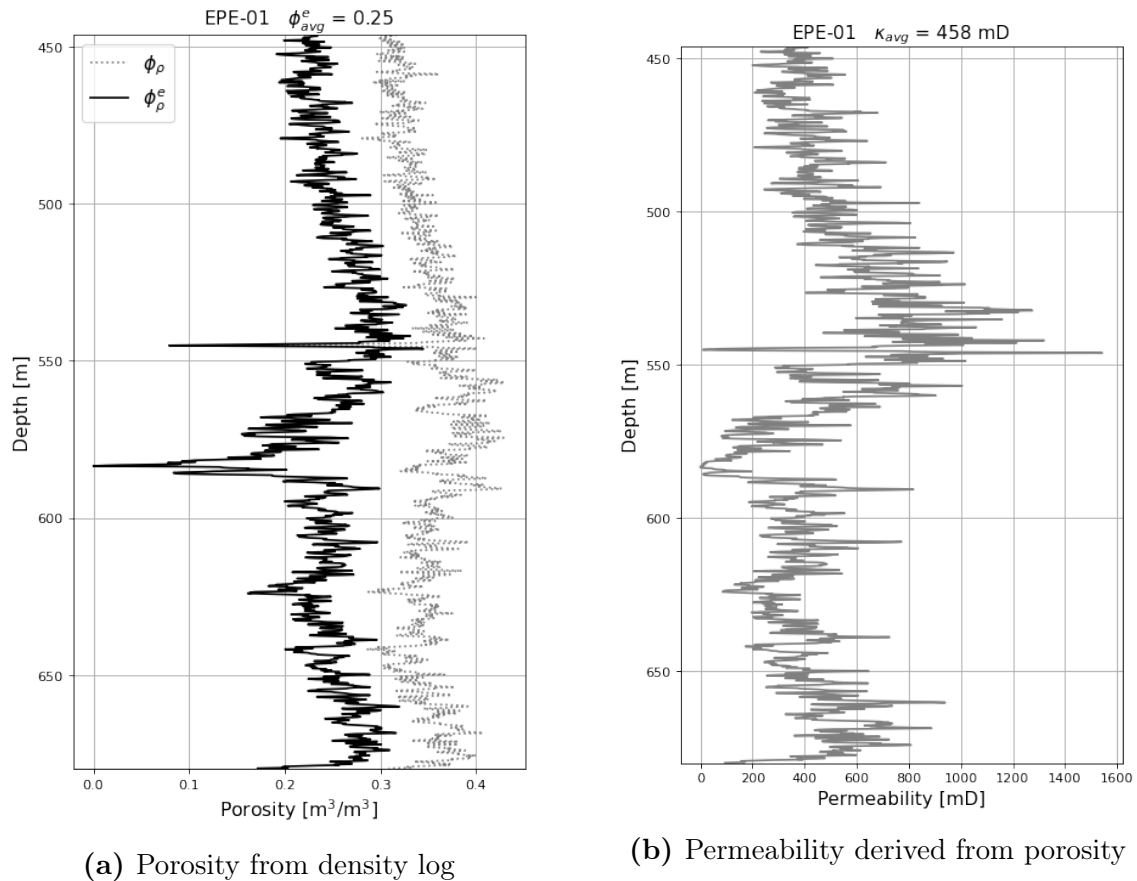 EPE-01 ϕᵉₐᵥ₉ = 0.25
450
500
550
600
650
Depth [m]
ϕ_ρ
ϕ_ρ^e
0.0 0.1 0.2 0.3 0.4
Porosity [m³/m³]
(a) Porosity from density log
EPE-01 κ_avg = 458 mD
450
500
550
600
650
Depth [m]
0 200 400 600 800 1000 1200 1400 1600
Permeability [mD]
(b) Permeability derived from porosity